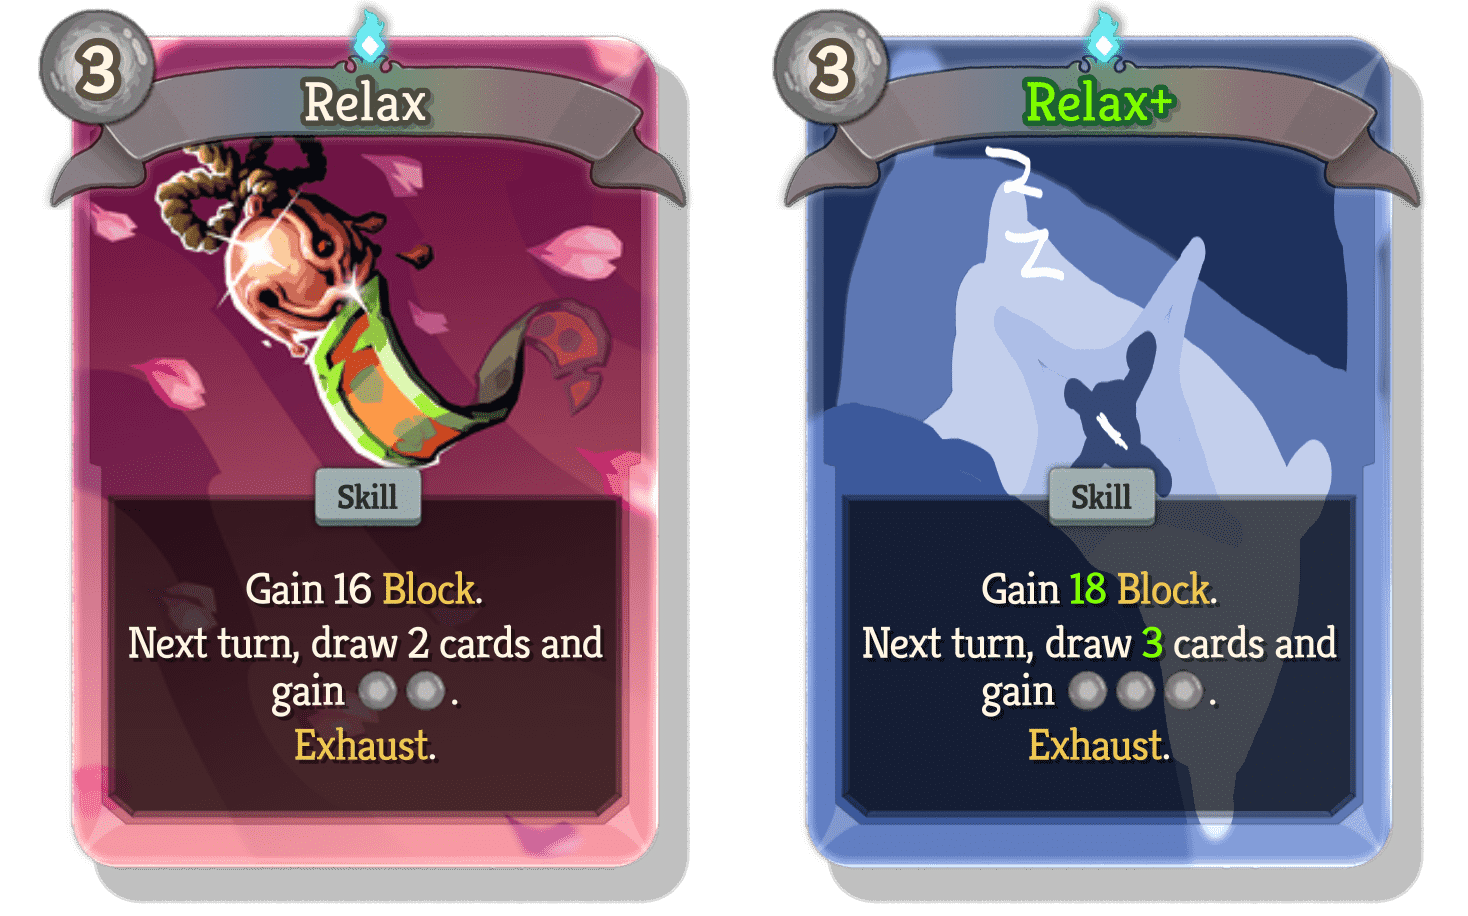 3
Relax
Skill
Gain 16 Block.
Next turn, draw 2 cards and
gain .
Exhaust.
3
Relax+
Z
Z
Skill
Gain 18 Block.
Next turn, draw 3 cards and
gain .
Exhaust.